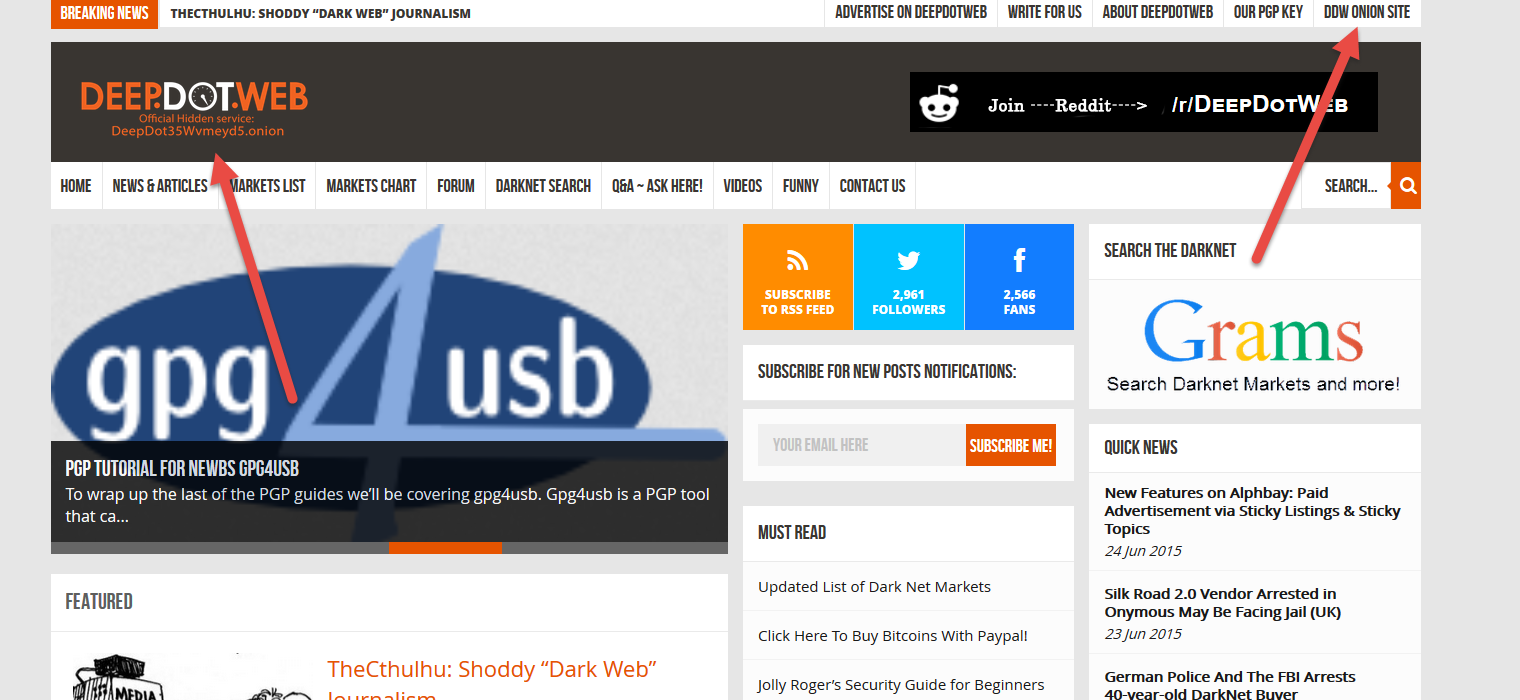 BREAKING NEWS
THECTHULHU: SHODDY “DARK WEB” JOURNALISM
ADVERTISE ON DEEPDOTWEB
WRITE FOR US
ABOUT DEEPDOTWEB
OUR PGP KEY
DDW ONION SITE
DEEP.DOT.WEB
Official Hidden service:
DeepDot35Wvmeyd5.onion
Join ----Reddit----> /r/DEEPDOTWEB
HOME
NEWS & ARTICLES
MARKETS LIST
MARKETS CHART
FORUM
DARKNET SEARCH
Q&A ~ ASK HERE!
VIDEOS
FUNNY
CONTACT US
SEARCH...
gpg4usb
PGP TUTORIAL FOR NEWBS GPG4USB
To wrap up the last of the PGP guides we’ll be covering gpg4usb. Gpg4usb is a PGP tool
that ca...
FEATURED
MEDIA
TheCthulhu: Shoddy “Dark Web”
Journalism
SUBSCRIBE
TO RSS FEED
2,961
FOLLOWERS
2,566
FANS
SUBSCRIBE FOR NEW POSTS NOTIFICATIONS:
YOUR EMAIL HERE
SUBSCRIBE ME!
MUST READ
Updated List of Dark Net Markets
Click Here To Buy Bitcoins With Paypal!
Jolly Roger’s Security Guide for Beginners
SEARCH THE DARKNET
Grams
Search Darknet Markets and more!
QUICK NEWS
New Features on Alphbay: Paid
Advertisement via Sticky Listings & Sticky
Topics
24 Jun 2015
Silk Road 2.0 Vendor Arrested in
Onymous May Be Facing Jail (UK)
23 Jun 2015
German Police And The FBI Arrests
40-year-old DarkNet Buyer